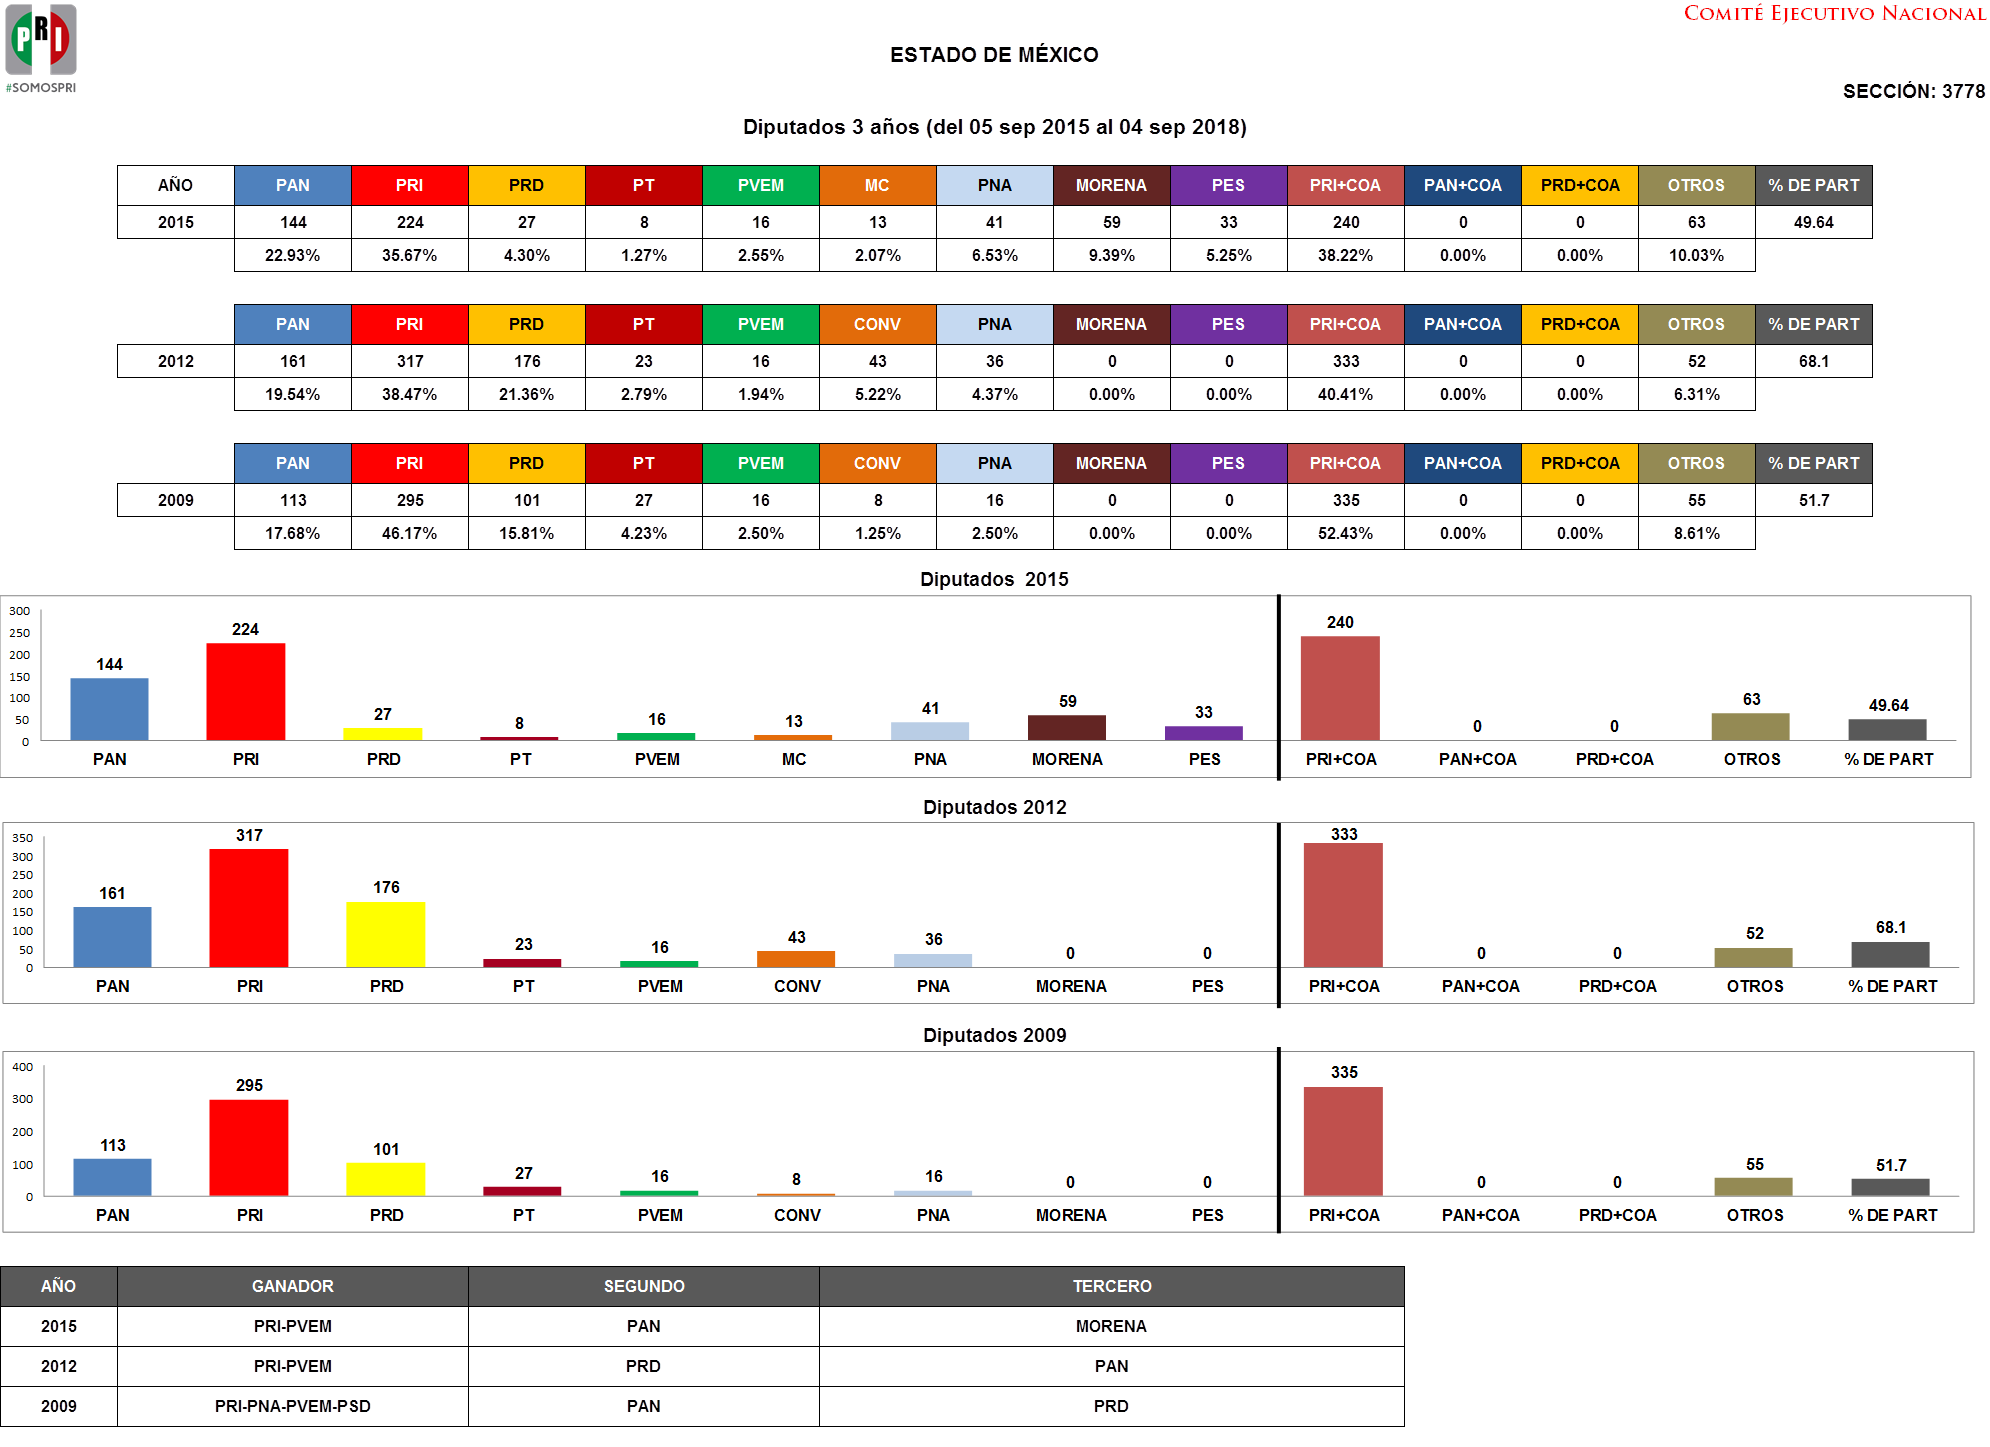 PRI
#SOMOSPRI
COMITÉ EJECUTIVO NACIONAL
ESTADO DE MÉXICO
SECCIÓN: 3778
Diputados 3 años (del 05 sep 2015 al 04 sep 2018)
AÑO PAN PRI PRD PT PVEM MC PNA MORENA PES PRI+COA PAN+COA PRD+COA OTROS % DE PART
2015 144 224 27 8 16 13 41 59 33 240 0 0 63 49.64
22.93% 35.67% 4.30% 1.27% 2.55% 2.07% 6.53% 9.39% 5.25% 38.22% 0.00% 0.00% 10.03%
PAN PRI PRD PT PVEM CONV PNA MORENA PES PRI+COA PAN+COA PRD+COA OTROS % DE PART
2012 161 317 176 23 16 43 36 0 0 333 0 0 52 68.1
19.54% 38.47% 21.36% 2.79% 1.94% 5.22% 4.37% 0.00% 0.00% 40.41% 0.00% 0.00% 6.31%
PAN PRI PRD PT PVEM CONV PNA MORENA PES PRI+COA PAN+COA PRD+COA OTROS % DE PART
2009 113 295 101 27 16 8 16 0 0 335 0 0 55 51.7
17.68% 46.17% 15.81% 4.23% 2.50% 1.25% 2.50% 0.00% 0.00% 52.43% 0.00% 0.00% 8.61%
Diputados 2015
300
250
200
150
100
50
0
144 224 27 8 16 13 41 59 33 240 0 0 63 49.64
PAN PRI PRD PT PVEM MC PNA MORENA PES PRI+COA PAN+COA PRD+COA OTROS % DE PART
Diputados 2012
350
300
250
200
150
100
50
0
161 317 176 23 16 43 36 0 0 333 0 0 52 68.1
PAN PRI PRD PT PVEM CONV PNA MORENA PES PRI+COA PAN+COA PRD+COA OTROS % DE PART
Diputados 2009
400
300
200
100
0
113 295 101 27 16 8 16 0 0 335 0 0 55 51.7
PAN PRI PRD PT PVEM CONV PNA MORENA PES PRI+COA PAN+COA PRD+COA OTROS % DE PART
AÑO GANADOR SEGUNDO TERCERO
2015 PRI-PVEM PAN MORENA
2012 PRI-PVEM PRD PAN
2009 PRI-PNA-PVEM-PSD PAN PRD